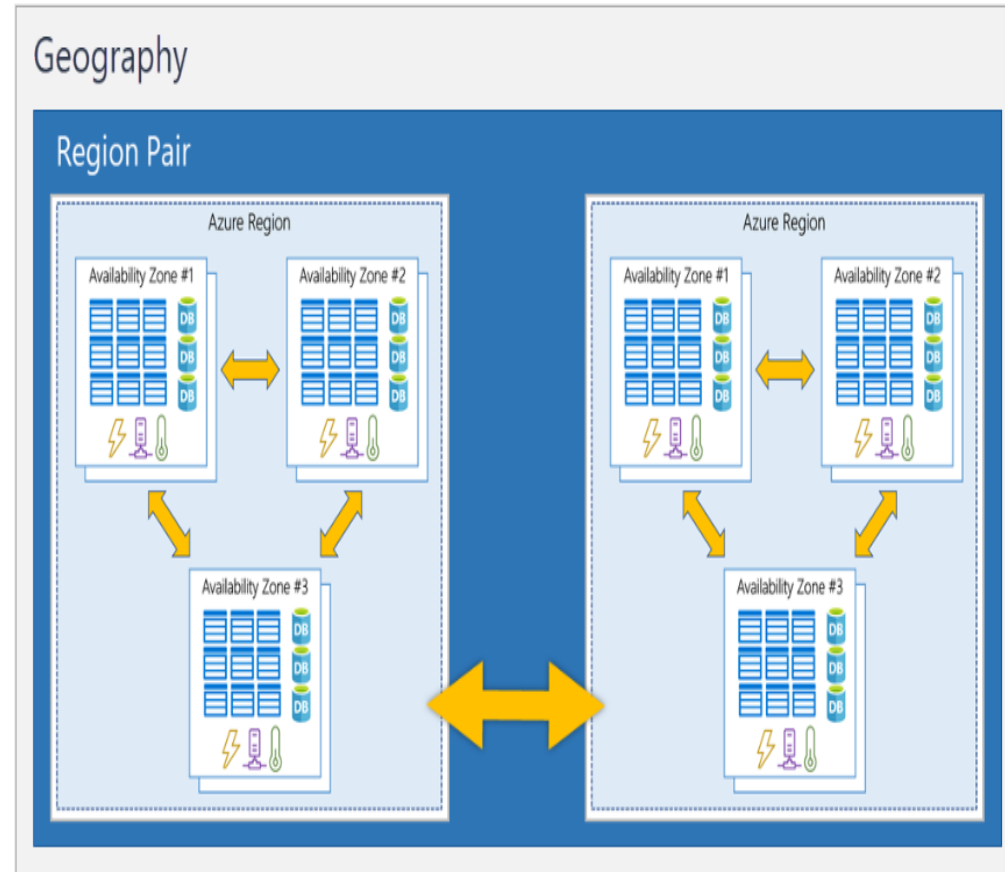 Geography
Region Pair
Azure Region
Availability Zone #1
DB
DB
DB
Availability Zone #2
DB
DB
DB
Availability Zone #3
DB
DB
DB
Azure Region
Availability Zone #1
DB
DB
DB
Availability Zone #2
DB
DB
DB
Availability Zone #3
DB
DB
DB